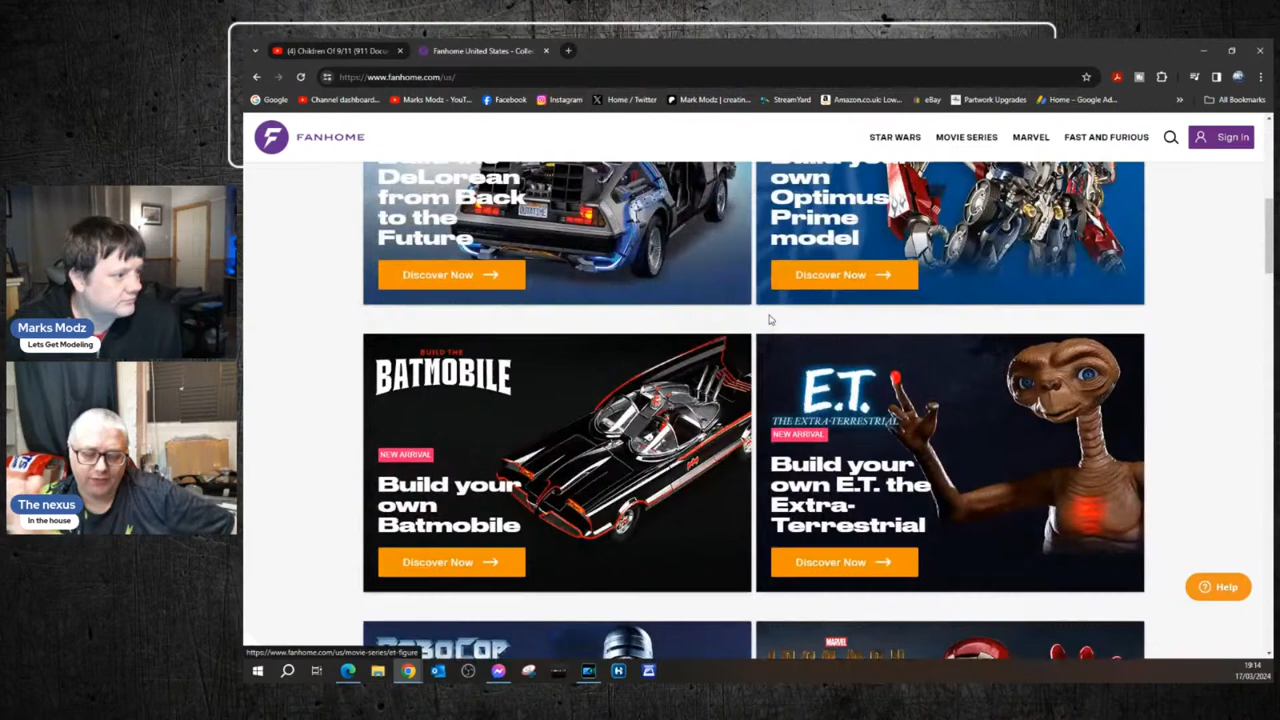 (4) Children Of 9/11 (911 Docu
Fanhome United States - Colle
https://www.fanhome.com/us/
Google
Channel dashboard...
Marks Modz - YouT...
Facebook
Instagram
Home / Twitter
Mark Modz | creatin...
StreamYard
Amazon.co.uk: Low...
eBay
Partwork Upgrades
Home – Google Ad...
All Bookmarks
FANHOME
STAR WARS
MOVIE SERIES
MARVEL
FAST AND FURIOUS
Sign In
Build the
DeLorean
from Back
to the
Future
Discover Now
OUTATIME
Build your
own
Optimus
Prime
model
Discover Now
Marks Modz
Lets Get Modeling
BUILD THE
BATMOBILE
NEW ARRIVAL
Build your
own
Batmobile
Discover Now
E.T.
THE EXTRA-TERRESTRIAL
NEW ARRIVAL
Build your
own E.T. the
Extra-
Terrestrial
Discover Now
The nexus
In the house
Help
ROBOCOP
MARVEL
https://www.fanhome.com/us/movie-series/et-figure
19:14
17/03/2024